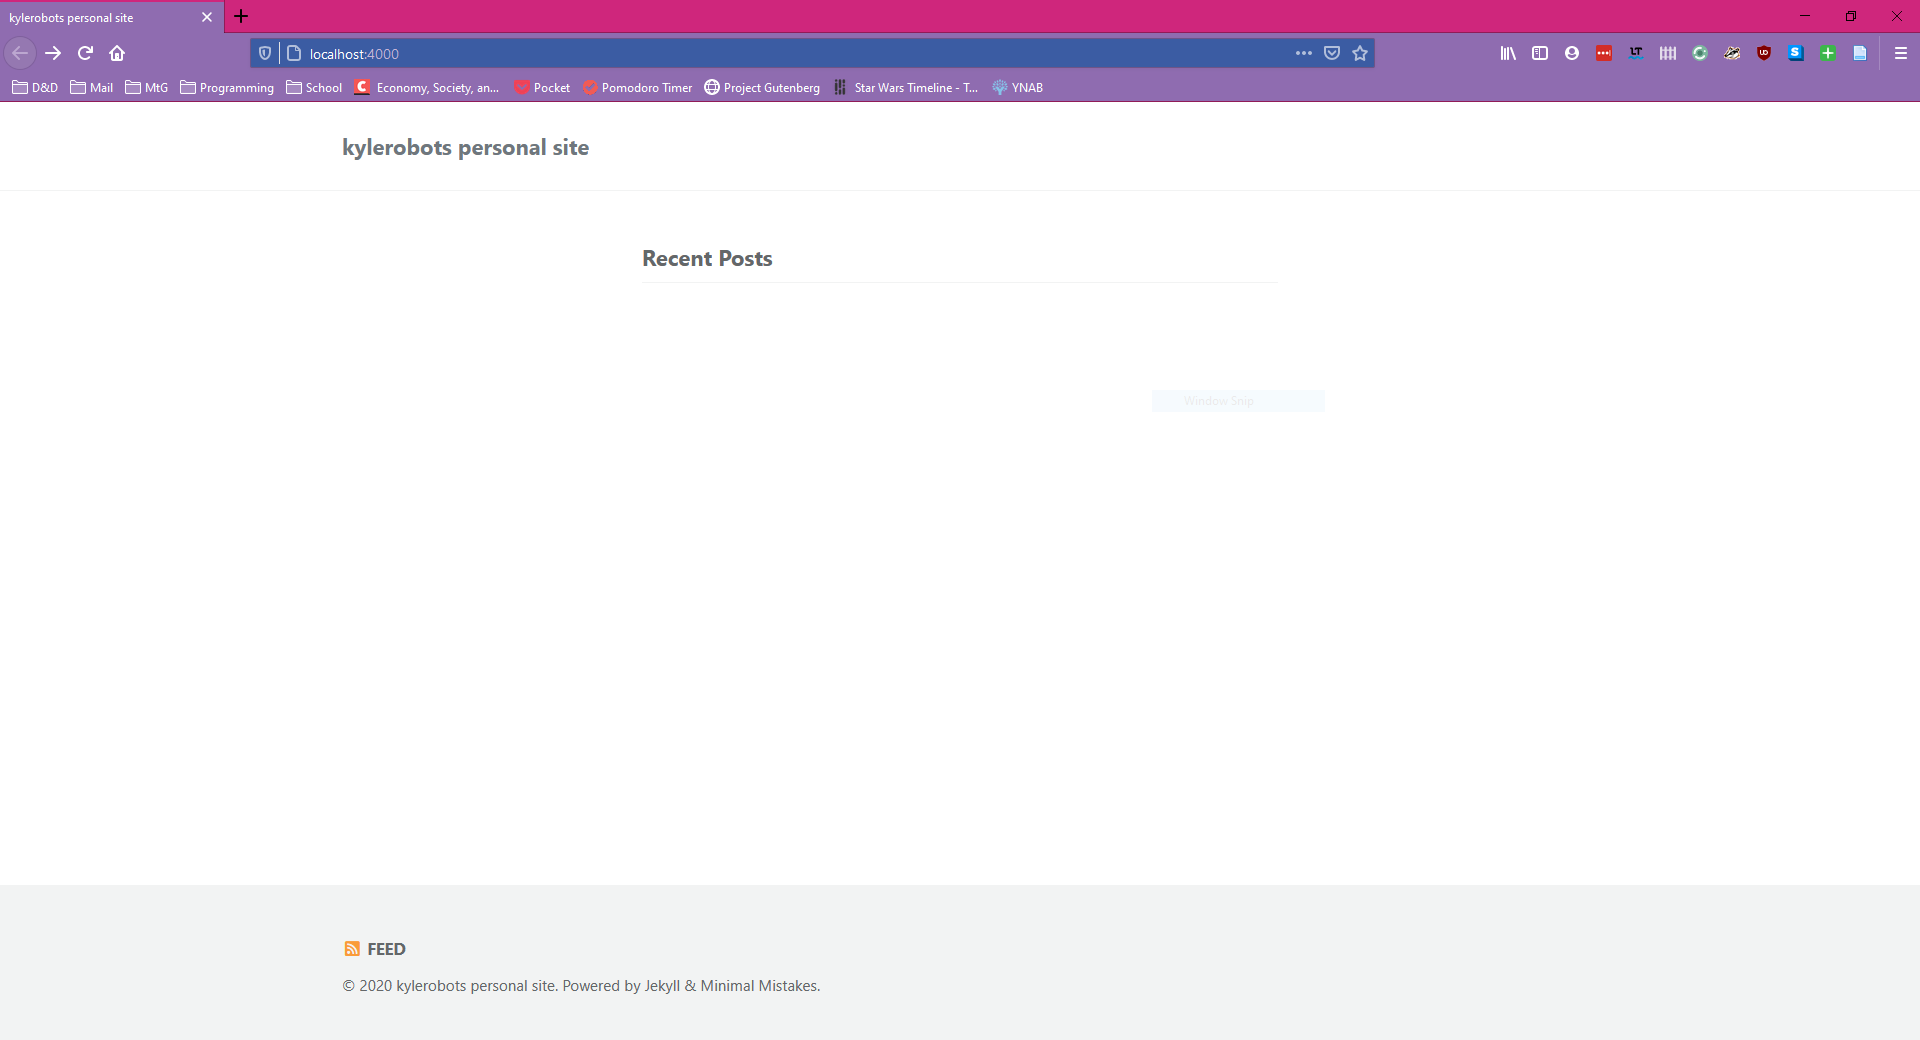 kylerobots personal site
localhost:4000
LT
UO
S
D&D
Mail
MtG
Programming
School
C
Economy, Society, an...
Pocket
Pomodoro Timer
Project Gutenberg
Star Wars Timeline - T...
YNAB
kylerobots personal site
Recent Posts
Window Snip
FEED
© 2020 kylerobots personal site. Powered by Jekyll & Minimal Mistakes.